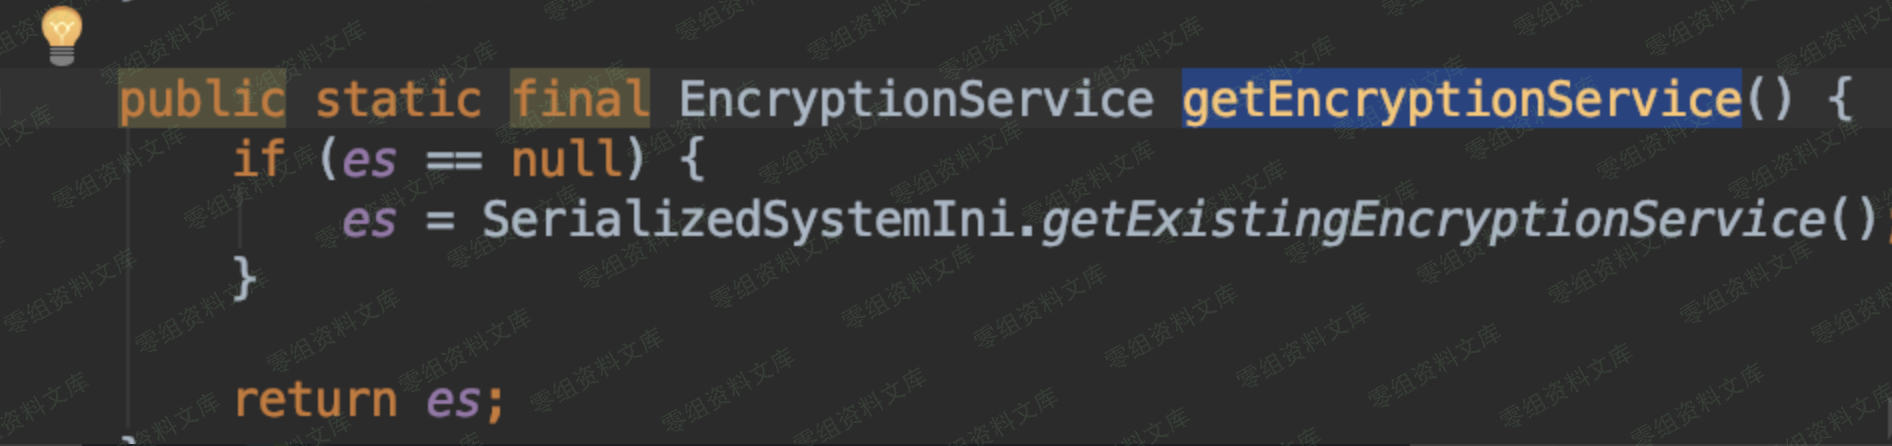 public static final EncryptionService getEncryptionService() {
if (es == null) {
es = SerializedSystemIni.getExistingEncryptionService();
}
return es;
}
零组资料文库